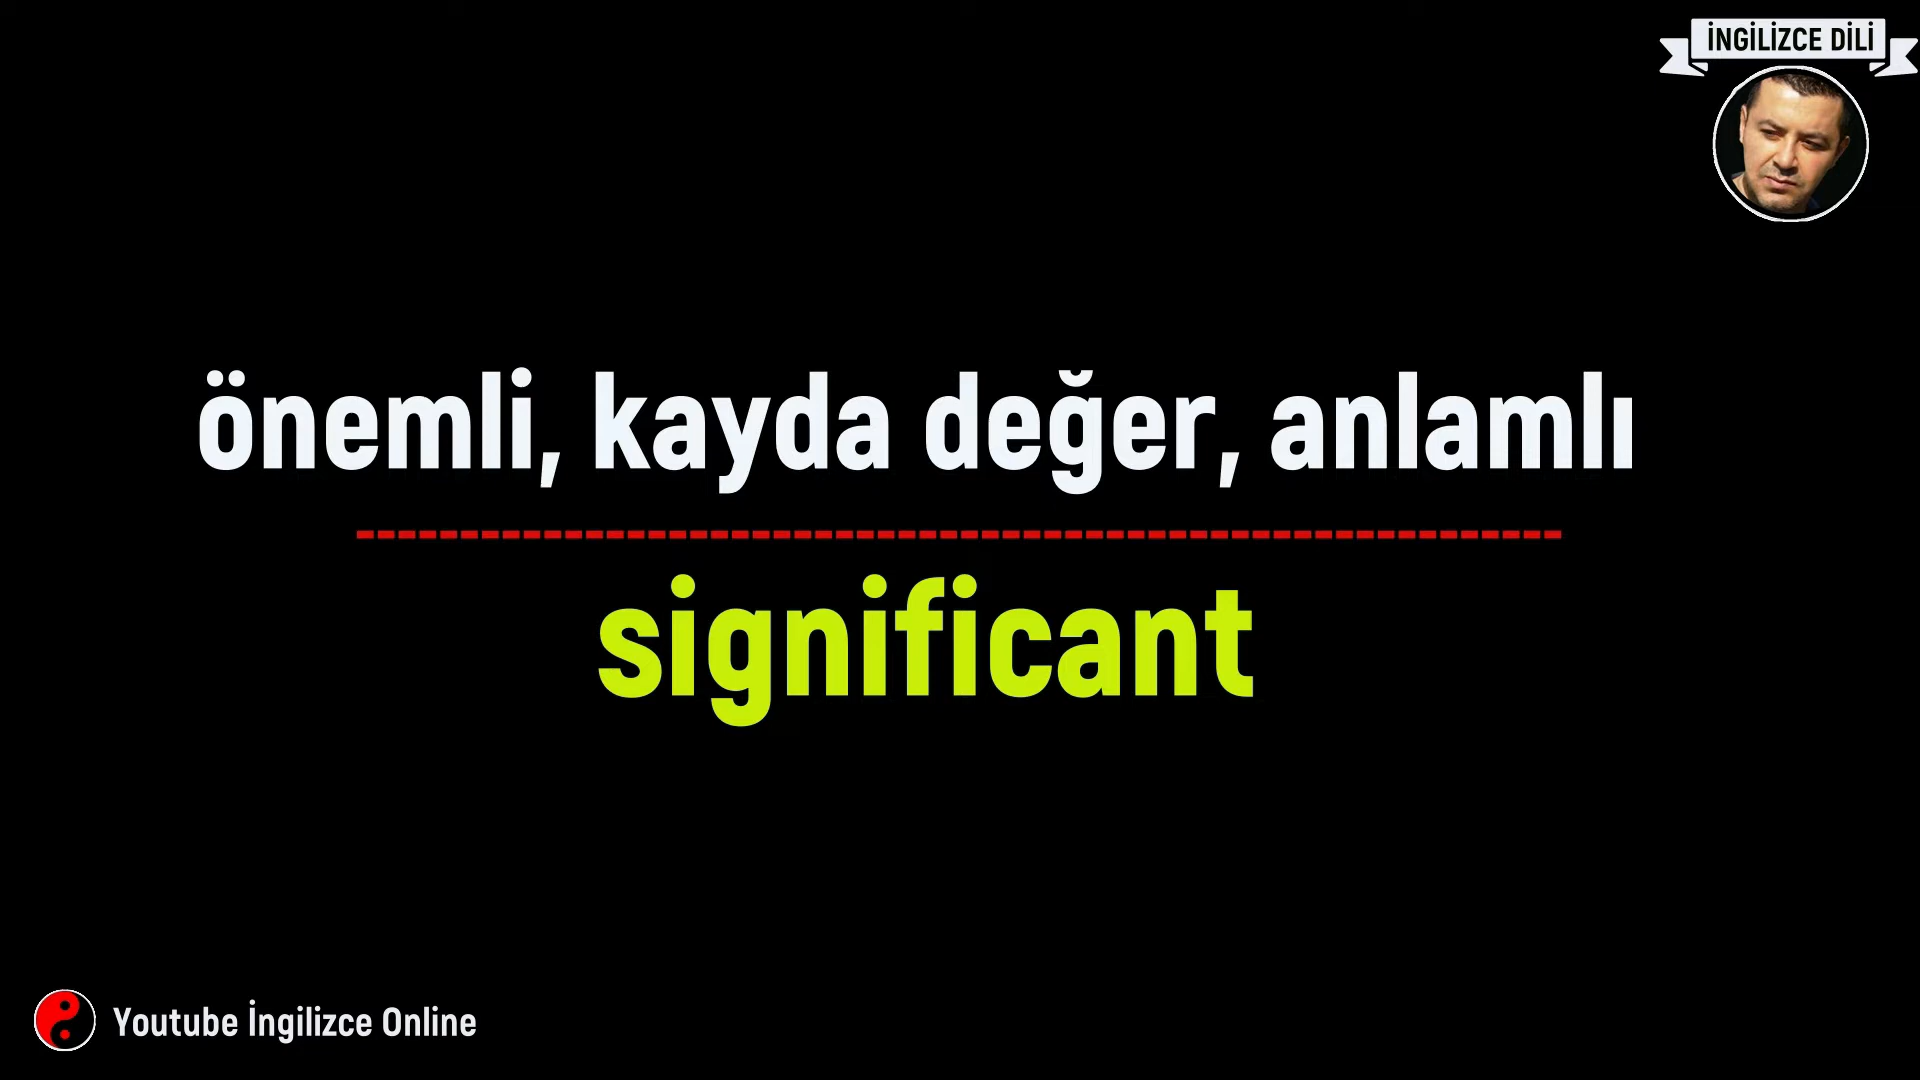 İNGİLİZCE DİLİ
önemli, kayda değer, anlamlı
significant
Youtube İngilizce Online